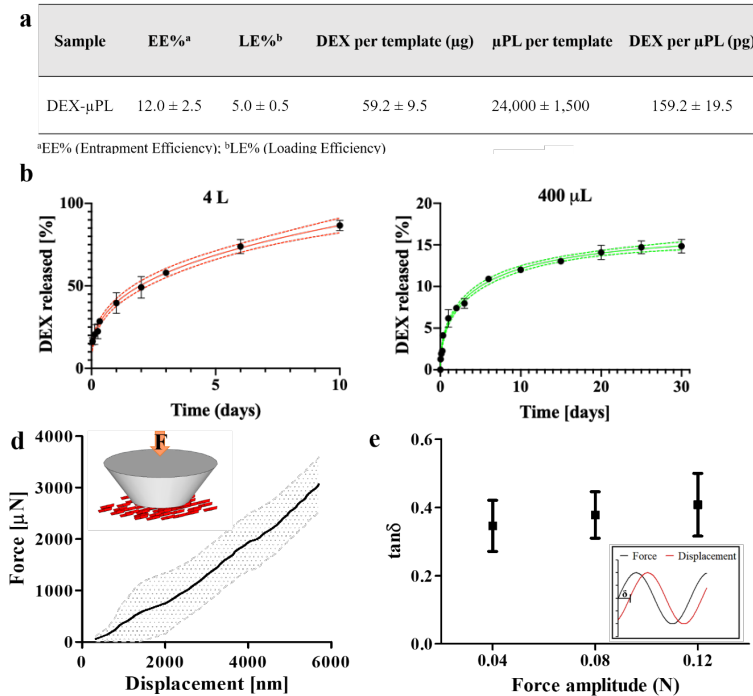 a
Sample EE%ᵃ LE%ᵇ DEX per template (µg) µPL per template DEX per µPL (pg)
DEX-µPL 12.0 ± 2.5 5.0 ± 0.5 59.2 ± 9.5 24,000 ± 1,500 159.2 ± 19.5
ᵃEE% (Entrapment Efficiency); ᵇLE% (Loading Efficiency)
b
4 L
DEX released [%]
100
50
0
0 5 10
Time (days)
400 µL
DEX released [%]
20
15
10
5
0
0 10 20 30
Time [days]
d
F
Force [µN]
4000
3000
2000
1000
0
0 2000 4000 6000
Displacement [nm]
e
tanδ
0.6
0.4
0.2
0.0
Force Displacement
δ
0.04 0.08 0.12
Force amplitude (N)